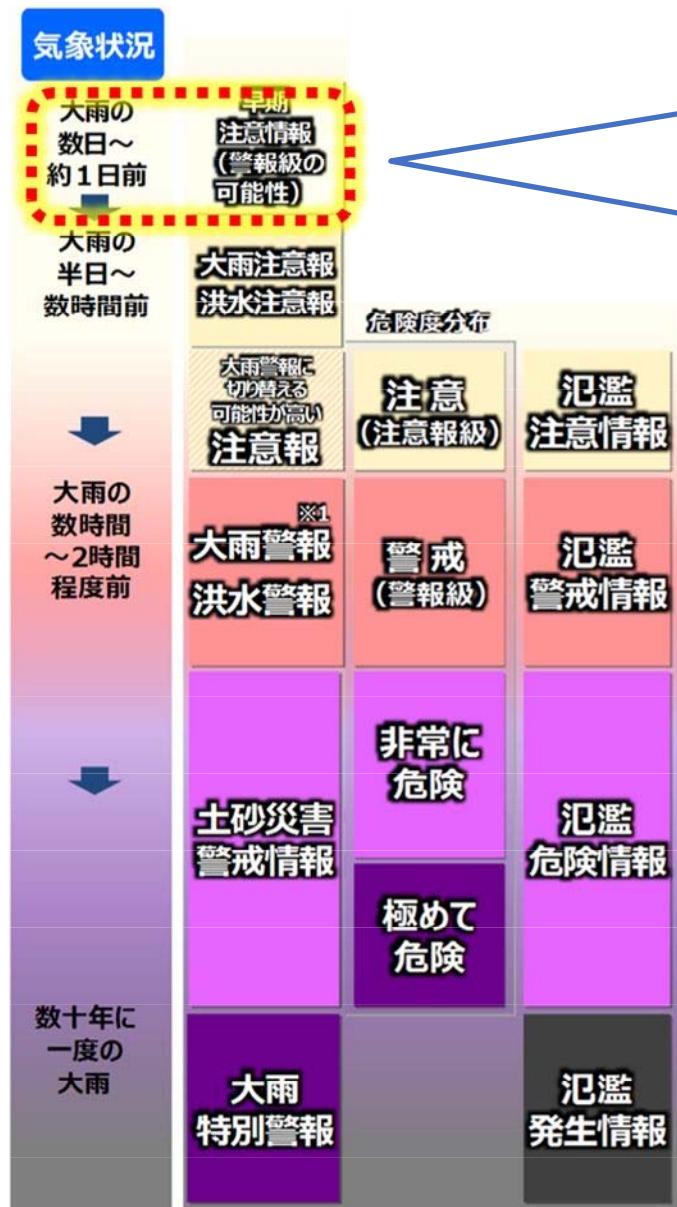 気象状況
大雨の
数日～
約１日前
早期
注意情報
（警報級の
可能性）
大雨の
半日～
数時間前
大雨注意報
洪水注意報
危険度分布
大雨警報に
切り替える
可能性が高い
注意報
注意
（注意報級）
氾濫
注意情報
大雨の
数時間
～2時間
程度前
※1
大雨警報
洪水警報
警戒
（警報級）
氾濫
警戒情報
土砂災害
警戒情報
非常に
危険
極めて
危険
氾濫
危険情報
数十年に
一度の
大雨
大雨
特別警報
氾濫
発生情報